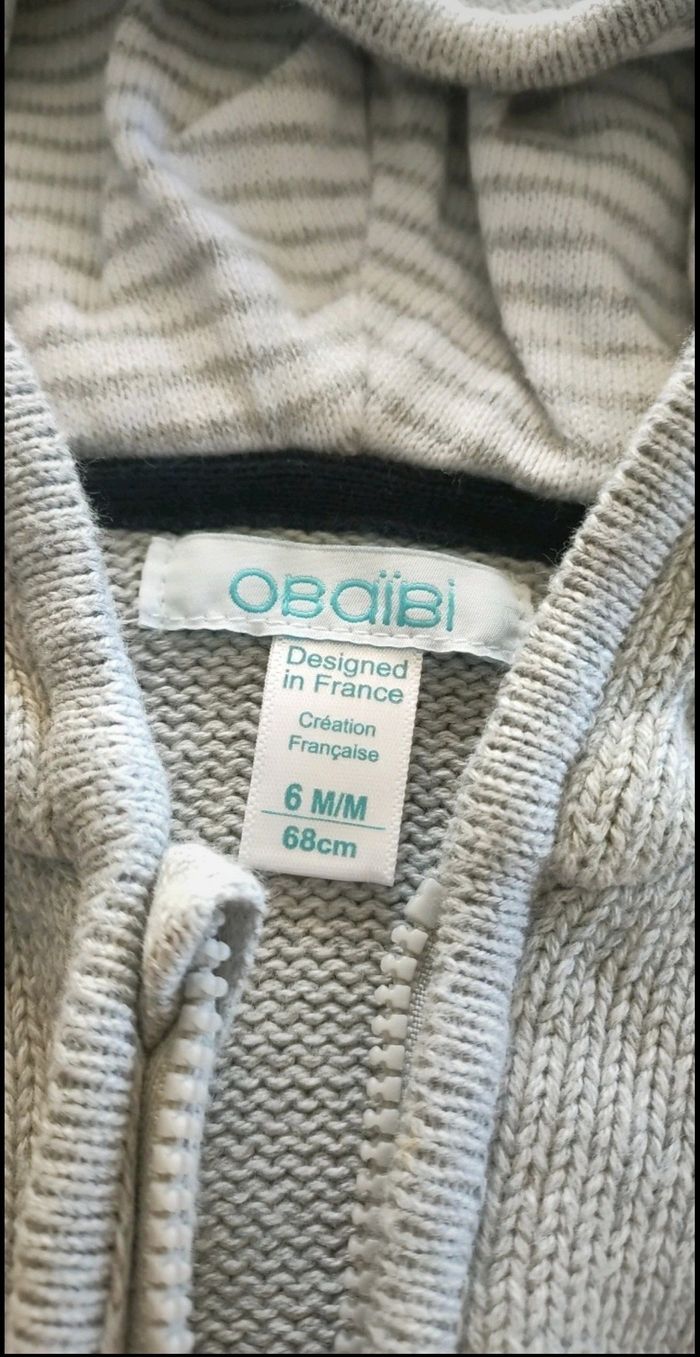 OBAÏBI
Designed
in France
Création
Française
6 M/M
68cm